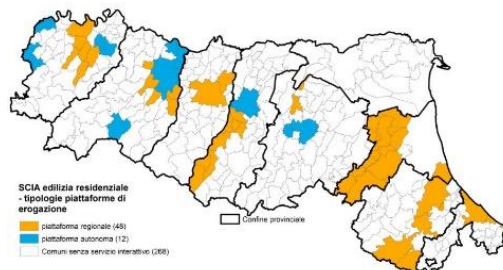 SCIA edilizia residenziale
- tipologie piattaforme di
erogazione
piattaforma regionale (48)
piattaforma autonoma (12)
Comuni senza servizio interattivo (268)
Confine provinciale